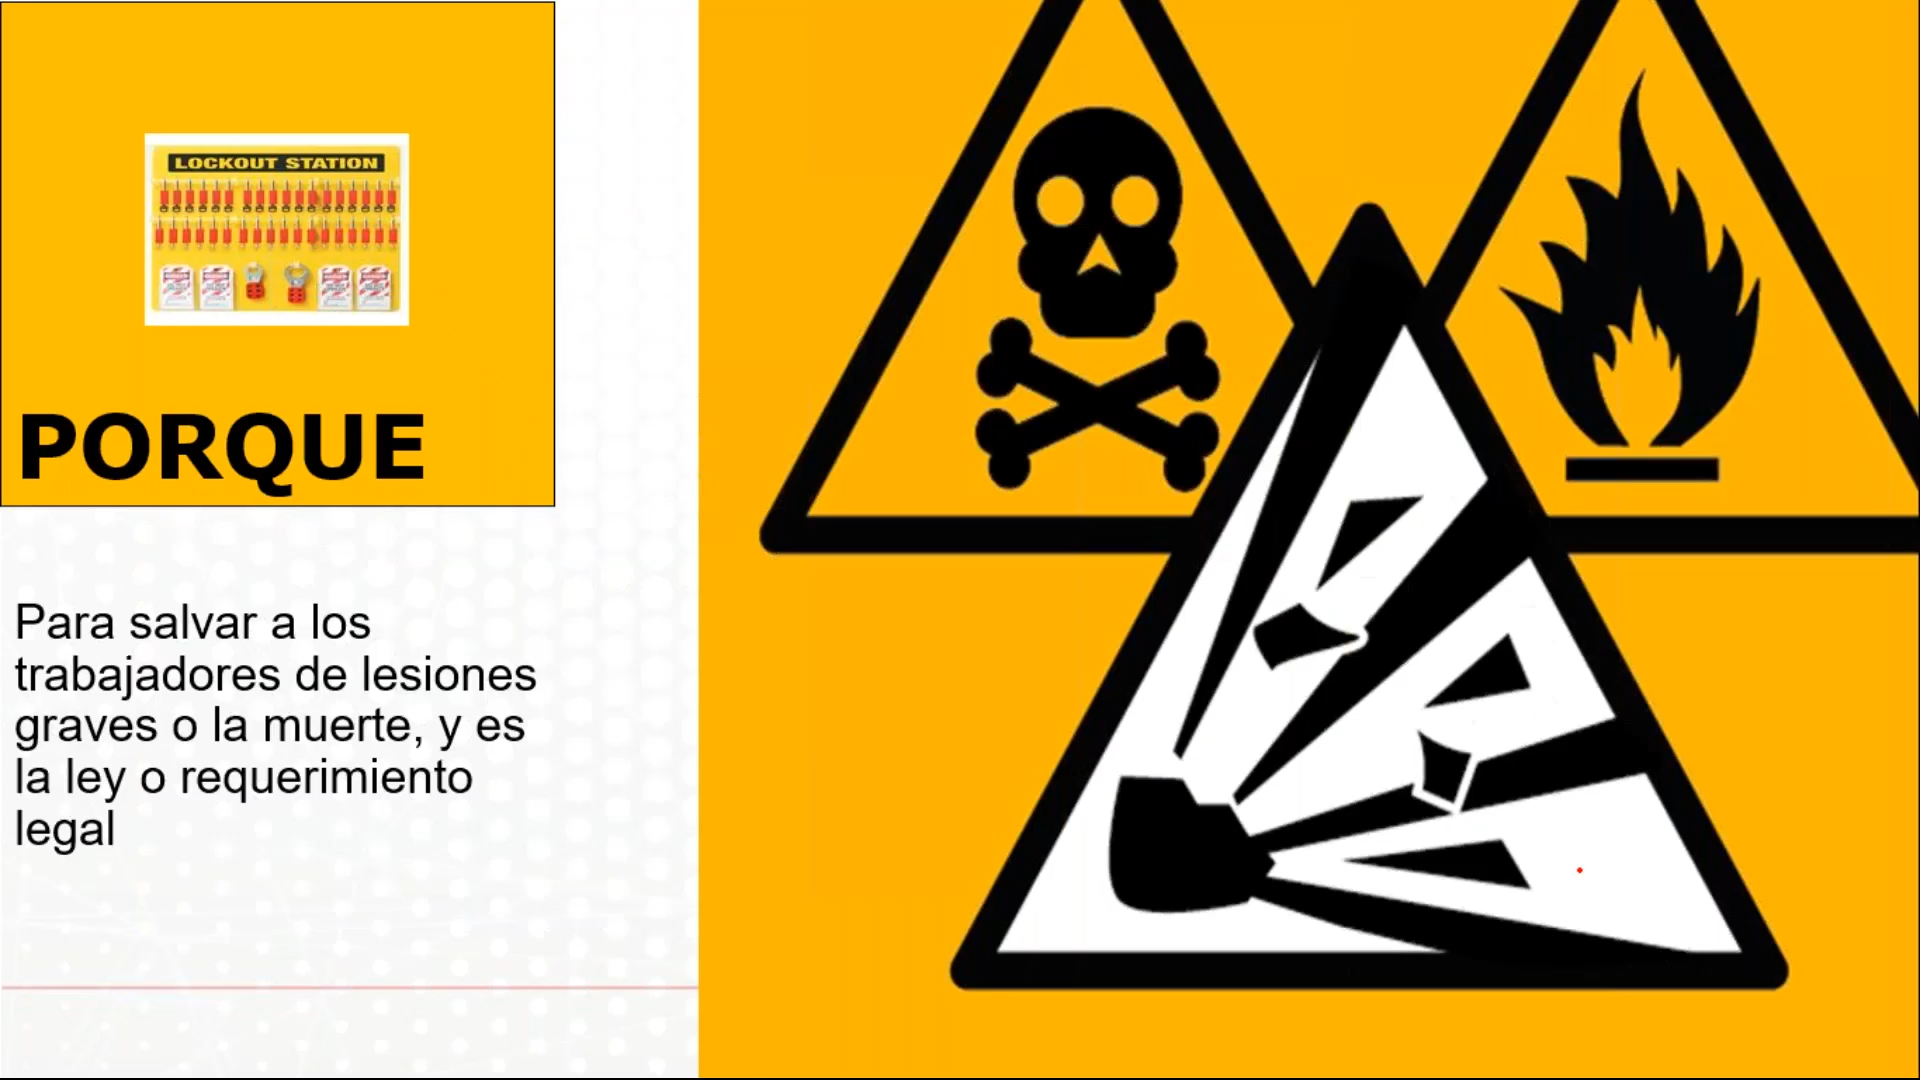 LOCKOUT STATION
PORQUE
Para salvar a los
trabajadores de lesiones
graves o la muerte, y es
la ley o requerimiento
legal